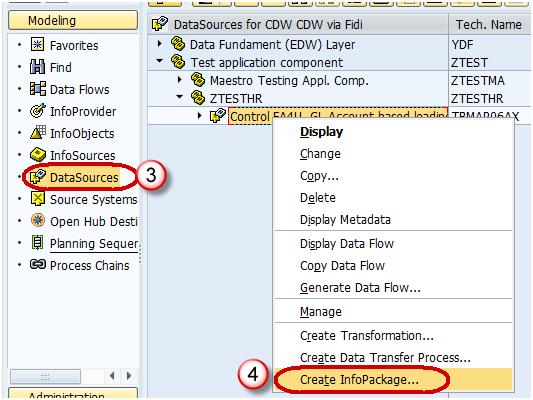 Modeling
Favorites
Find
Data Flows
InfoProvider
InfoObjects
InfoSources
DataSources
3
Source Systems
Open Hub Desti
Planning Sequer
Process Chains
Administration
DataSources for CDW CDW via Fidi
Tech. Name
Data Fundament (EDW) Layer
YDF
Test application component
ZTEST
Maestro Testing Appl. Comp.
ZTESTMA
ZTESTHR
ZTESTHR
Control
Account based loadin
Display
Change
Copy...
Delete
Display Metadata
Display Data Flow
Copy Data Flow
Generate Data Flow...
Manage
Create Transformation...
Create Data Transfer Process...
4
Create InfoPackage...